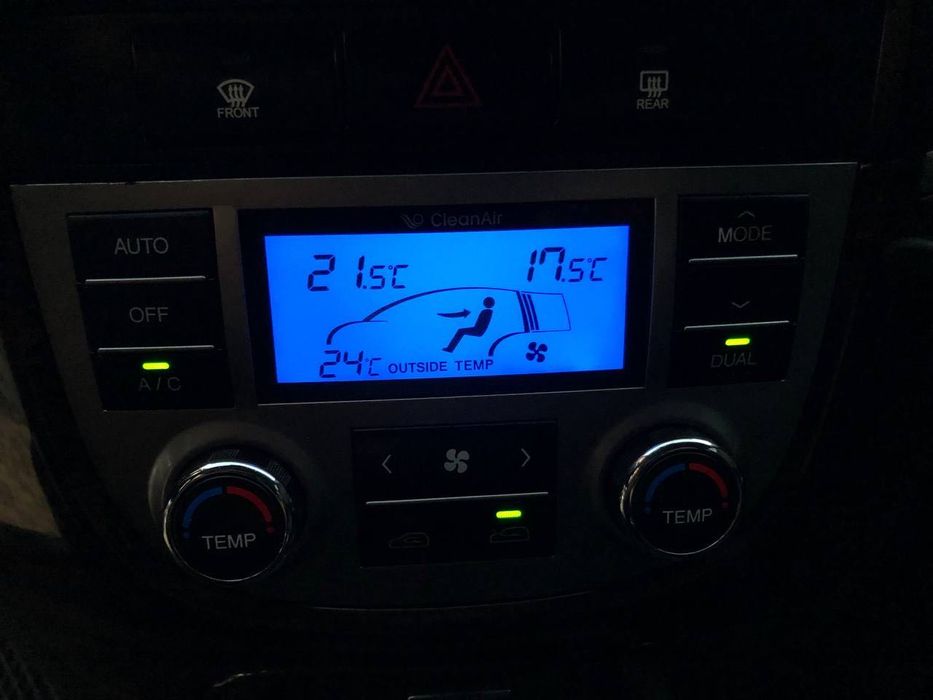 FRONT
REAR
CleanAir
AUTO
OFF
A/C
21.5℃
17.5℃
24℃ OUTSIDE TEMP
MODE
DUAL
TEMP
TEMP